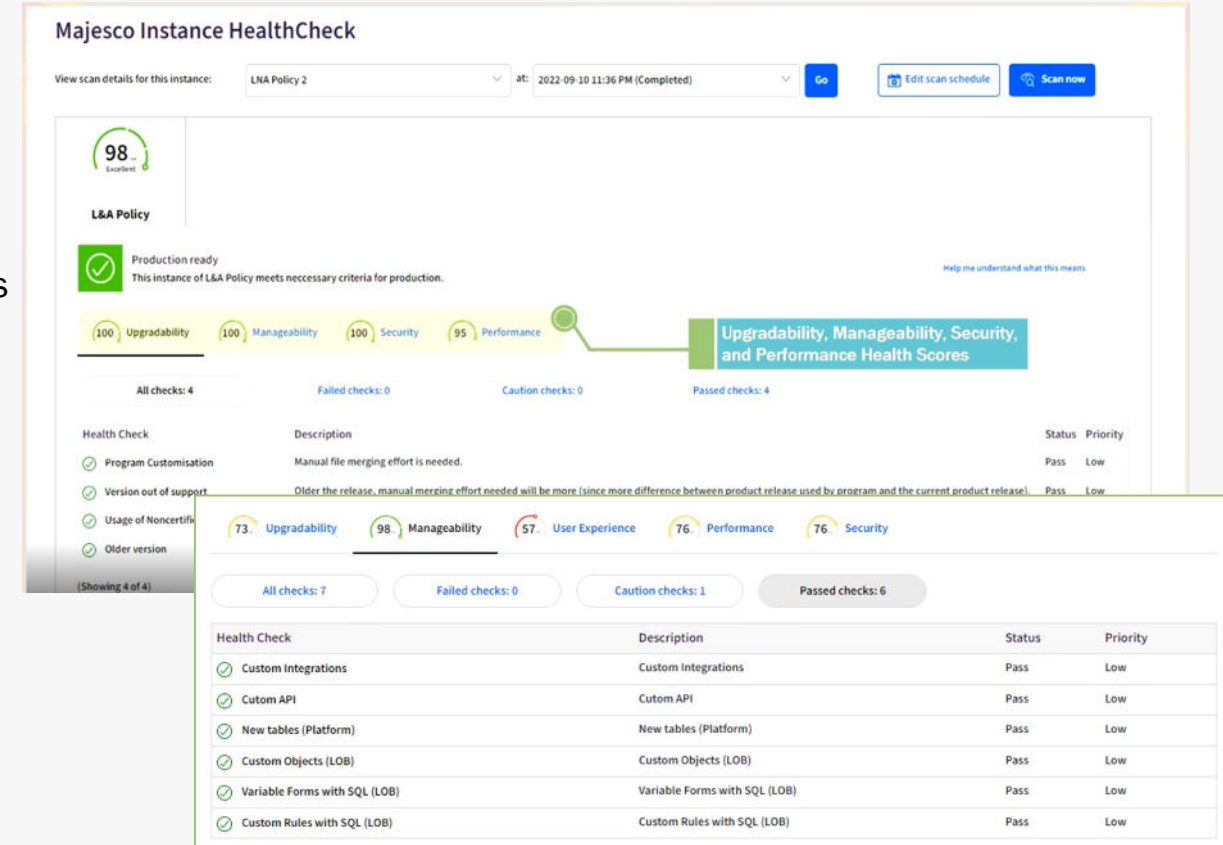 Majesco Instance HealthCheck
View scan details for this instance: LNA Policy 2 at: 2022-09-10 11:36 PM (Completed) Go Edit scan schedule Scan now
98..
Excellent
L&A Policy
s
Production ready
This instance of L&A Policy meets neccessary criteria for production.
Help me understand what this means
100 Upgradability 100 Manageability 100 Security 95 Performance
Upgradability, Manageability, Security,
and Performance Health Scores
All checks: 4 Failed checks: 0 Caution checks: 0 Passed checks: 4
Health Check Description Status Priority
Program Customisation Manual file merging effort is needed. Pass Low
Version out of support Older the release, manual merging effort needed will be more (since more difference between product release used by program and the current product release). Pass Low
Usage of Noncertifi
Older version
(Showing 4 of 4)
73.. Upgradability 98.. Manageability 57.. User Experience 76.. Performance 76.. Security
All checks: 7 Failed checks: 0 Caution checks: 1 Passed checks: 6
Health Check Description Status Priority
Custom Integrations Custom Integrations Pass Low
Cutom API Cutom API Pass Low
New tables (Platform) New tables (Platform) Pass Low
Custom Objects (LOB) Custom Objects (LOB) Pass Low
Variable Forms with SQL (LOB) Variable Forms with SQL (LOB) Pass Low
Custom Rules with SQL (LOB) Custom Rules with SQL (LOB) Pass Low